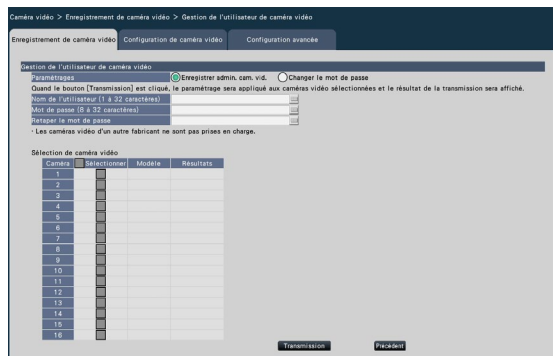 Caméra vidéo > Enregistrement de caméra vidéo > Gestion de l'utilisateur de caméra vidéo
Enregistrement de caméra vidéo Configuration de caméra vidéo Configuration avancée
Gestion de l'utilisateur de caméra vidéo
Paramétrages Enregistrer admin. cam. vid. Changer le mot de passe
Quand le bouton [Transmission] est cliqué, le paramétrage sera appliqué aux caméras vidéo sélectionnées et le résultat de la transmission sera affiché.
Nom de l'utilisateur (1 à 32 caractères)
Mot de passe (8 à 32 caractères)
Retaper le mot de passe
· Les caméras vidéo d'un autre fabricant ne sont pas prises en charge.
Sélection de caméra vidéo
Caméra Sélectionner Modèle Résultats
1
2
3
4
5
6
7
8
9
10
11
12
13
14
15
16
Transmission Précédent